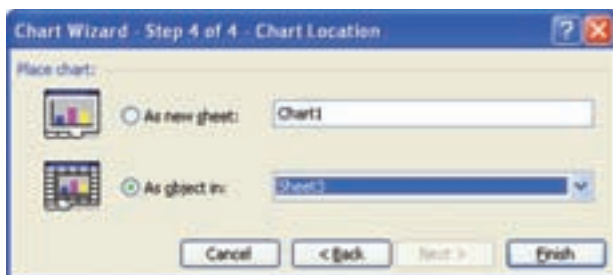 Chart Wizard - Step 4 of 4 - Chart Location
Place chart:
As new sheet: Chart1
As object in: Sheet3
Cancel < Back Next > Finish